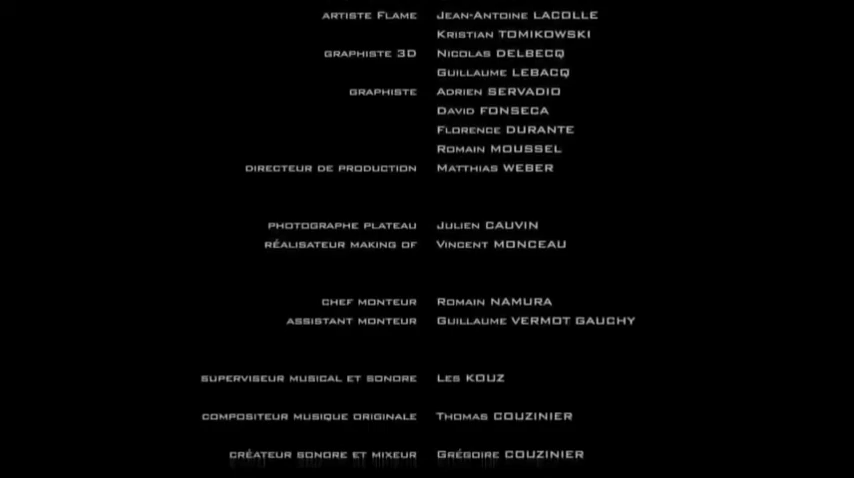 ARTISTE FLAME JEAN-ANTOINE LACOLLE
KRISTIAN TOMIKOWSKI
GRAPHISTE 3D NICOLAS DELBECQ
GUILLAUME LEBACQ
GRAPHISTE ADRIEN SERVADIO
DAVID FONSECA
FLORENCE DURANTE
ROMAIN MOUSSEL
DIRECTEUR DE PRODUCTION MATTHIAS WEBER
PHOTOGRAPHE PLATEAU JULIEN CAUVIN
RÉALISATEUR MAKING OF VINCENT MONCEAU
CHEF MONTEUR ROMAIN NAMURA
ASSISTANT MONTEUR GUILLAUME VERMOT GAUCHY
SUPERVISEUR MUSICAL ET SONORE LES KOUZ
COMPOSITEUR MUSIQUE ORIGINALE THOMAS COUZINIER
CRÉATEUR SONORE ET MIXEUR GRÉGOIRE COUZINIER